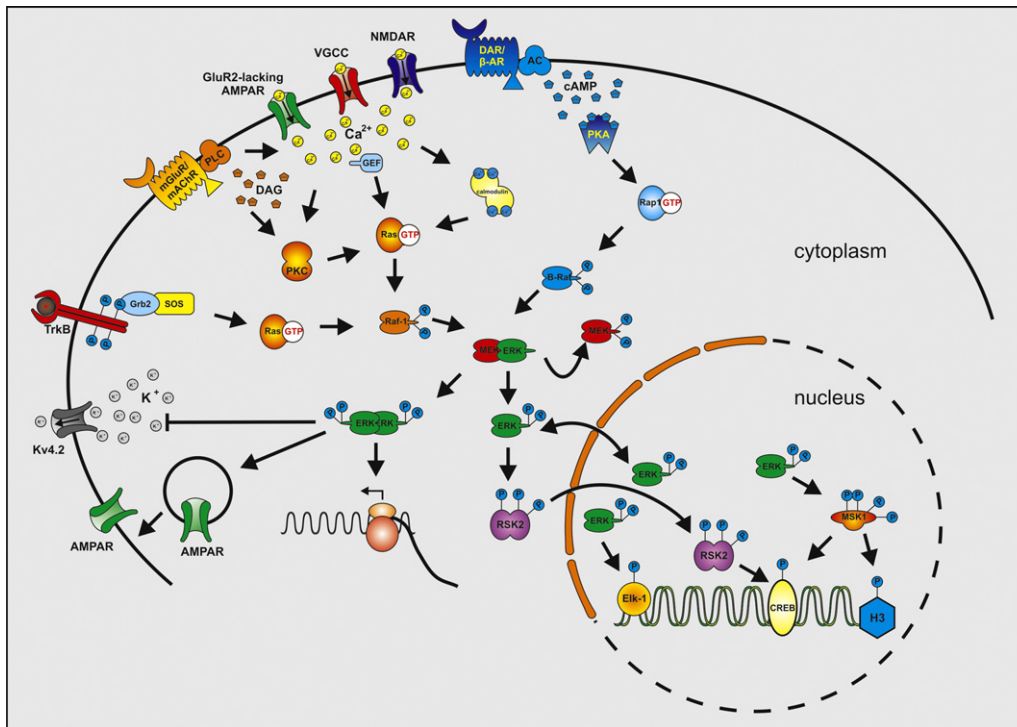 NMDAR
VGCC
GluR2-lacking
AMPAR
DAR/
β-AR
AC
cAMP
PKA
Ca2+
GEF
PLC
mGluR/
mAChR
DAG
calmodulin
Rap1
GTP
Ras
GTP
PKC
cytoplasm
B-Raf
Grb2
SOS
TrkB
Ras
GTP
Raf-1
MEK
ERK
MEK
nucleus
K+
Kv4.2
P
P
ERK
RK
P
P
ERK
P
P
ERK
P
P
ERK
P
P
MSK1
P
P
P
P
AMPAR
AMPAR
RSK2
P
P
P
ERK
P
P
RSK2
P
P
P
Elk-1
P
CREB
P
H3
P